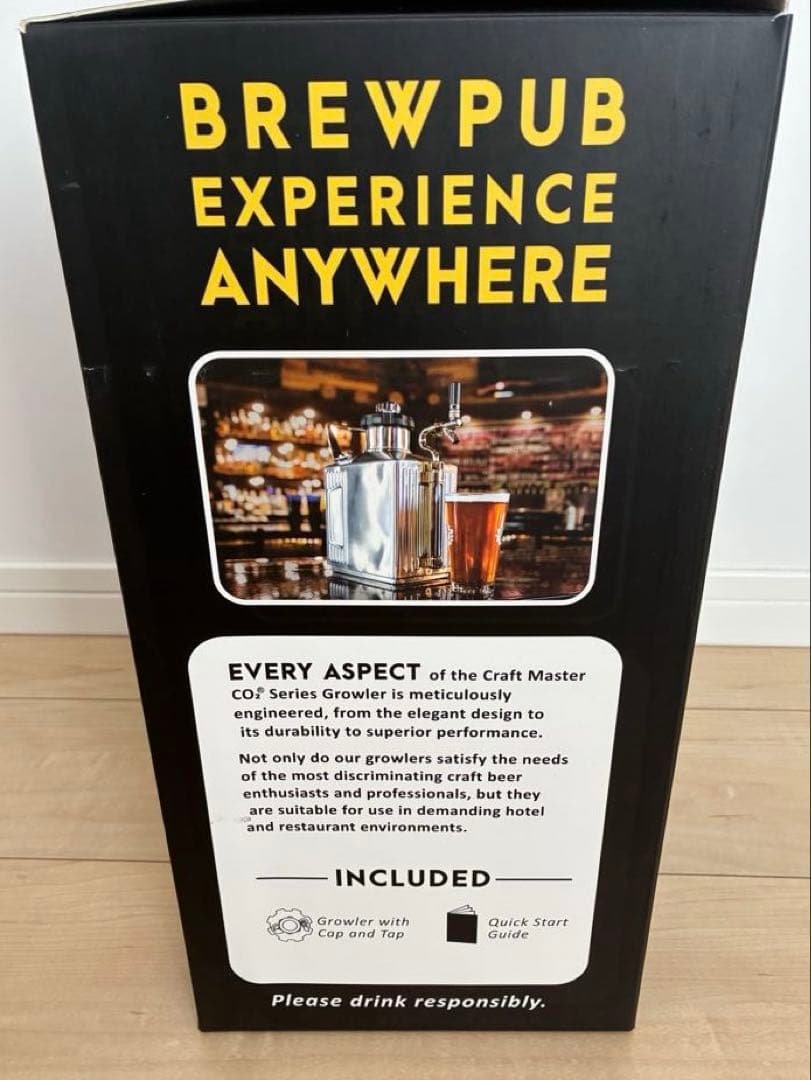 BREWPUB
EXPERIENCE
ANYWHERE
EVERY ASPECT of the Craft Master
CO₂® Series Growler is meticulously
engineered, from the elegant design to
its durability to superior performance.
Not only do our growlers satisfy the needs
of the most discriminating craft beer
enthusiasts and professionals, but they
are suitable for use in demanding hotel
and restaurant environments.
INCLUDED
Growler with
Cap and Tap
Quick Start
Guide
Please drink responsibly.